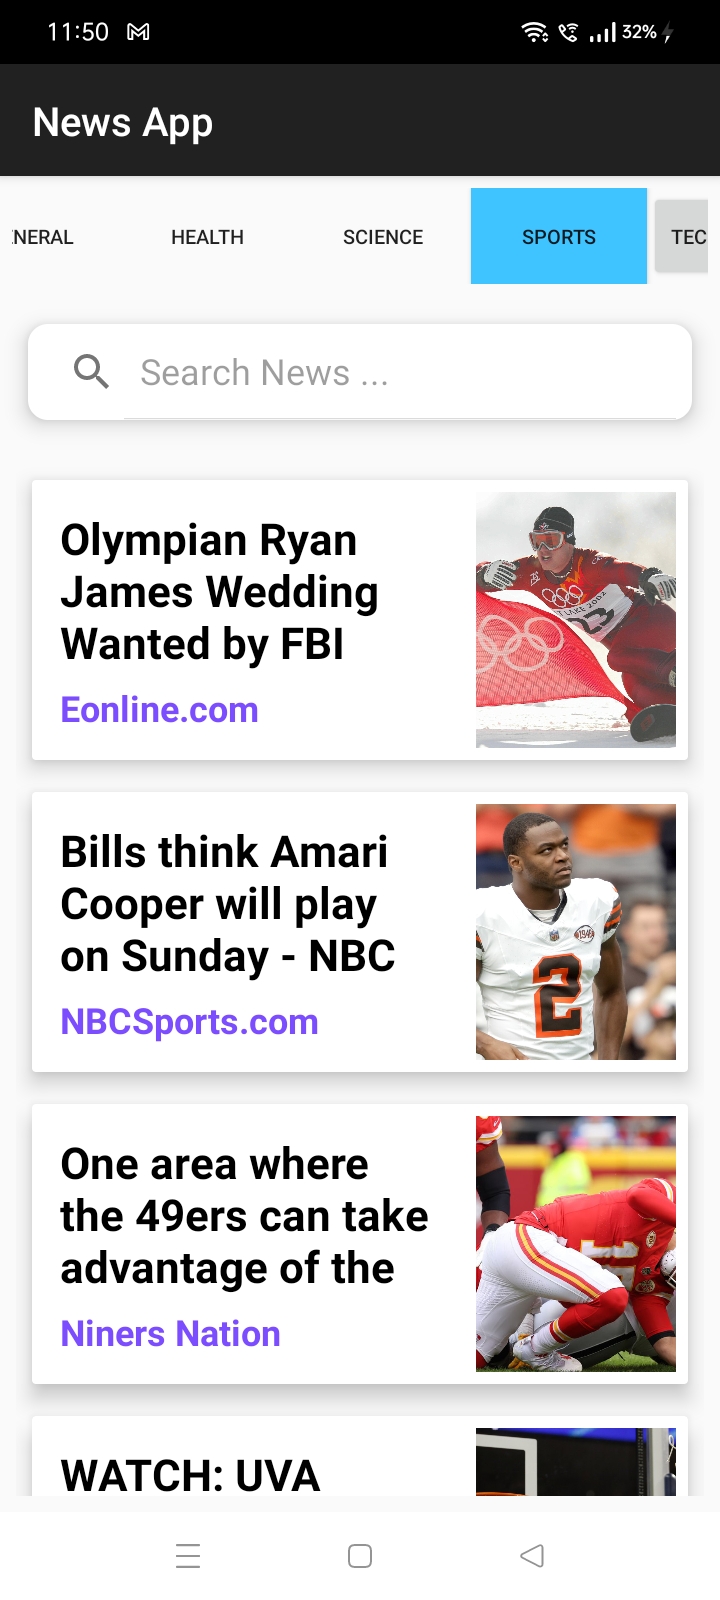 11:50
32%
News App
NERAL HEALTH SCIENCE SPORTS TEC
Search News ...
Olympian Ryan
James Wedding
Wanted by FBI
Eonline.com
Bills think Amari
Cooper will play
on Sunday - NBC
NBCSports.com
2
One area where
the 49ers can take
advantage of the
Niners Nation
WATCH: UVA